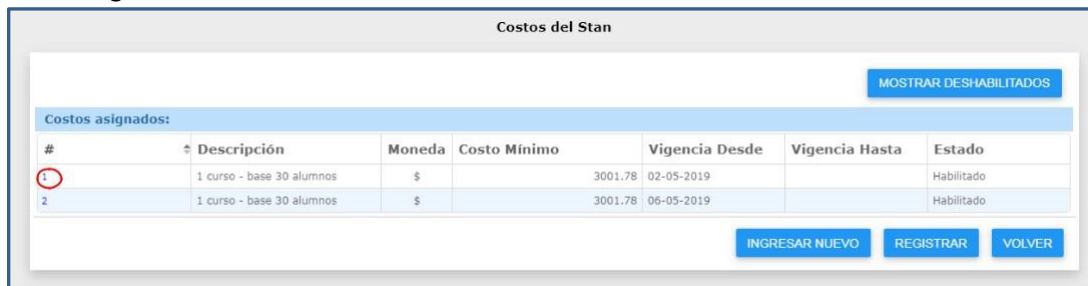 Costos del Stan
MOSTRAR DESHABILITADOS
Costos asignados:
# Descripción Moneda Costo Mínimo Vigencia Desde Vigencia Hasta Estado
1 1 curso - base 30 alumnos $ 3001.78 02-05-2019 Habilitado
2 1 curso - base 30 alumnos $ 3001.78 06-05-2019 Habilitado
INGRESAR NUEVO REGISTRAR VOLVER